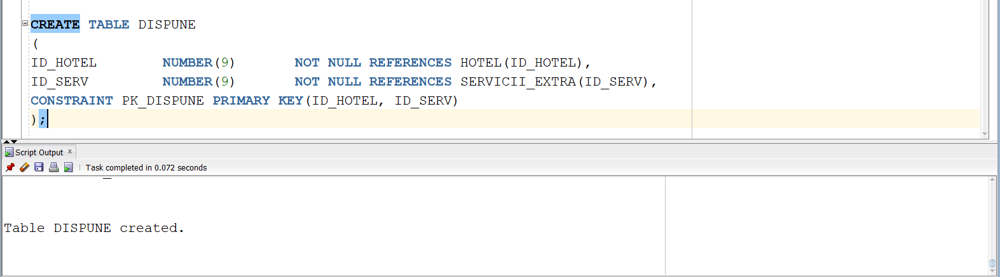 CREATE TABLE DISPUNE
(
ID_HOTEL NUMBER(9) NOT NULL REFERENCES HOTEL(ID_HOTEL),
ID_SERV NUMBER(9) NOT NULL REFERENCES SERVICII_EXTRA(ID_SERV),
CONSTRAINT PK_DISPUNE PRIMARY KEY(ID_HOTEL, ID_SERV)
);
Script Output x
Task completed in 0.072 seconds
Table DISPUNE created.